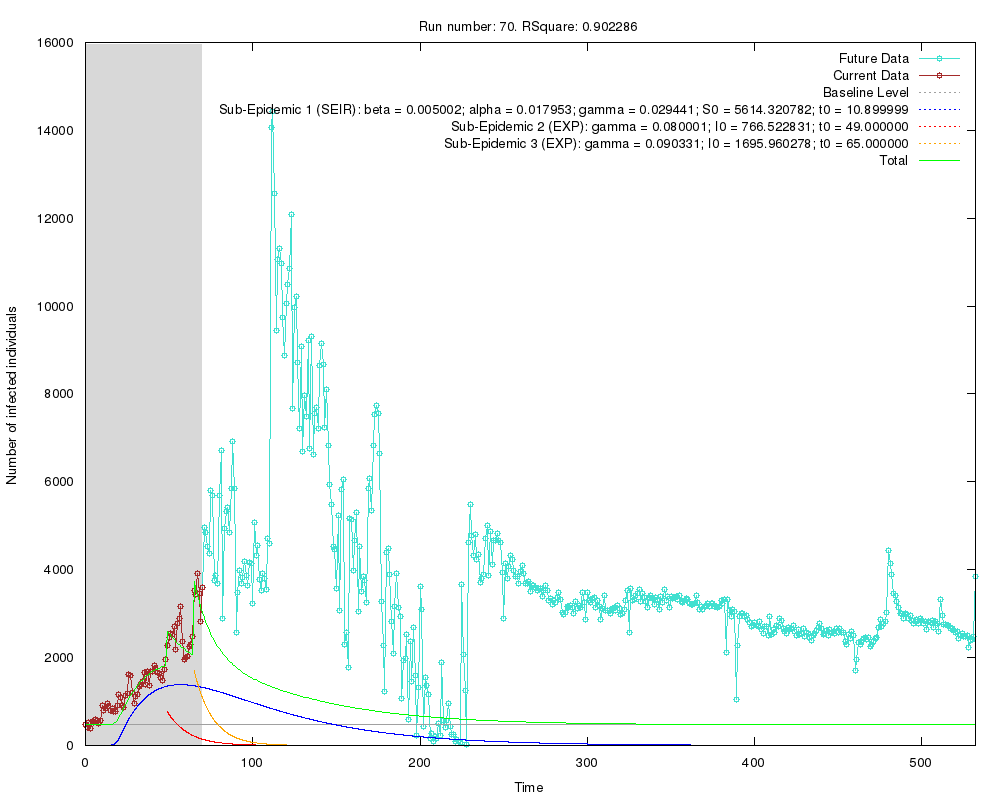 Run number: 70. RSquare: 0.902286
Number of infected individuals
16000
14000
12000
10000
8000
6000
4000
2000
0
Future Data
Current Data
Baseline Level
Sub-Epidemic 1 (SEIR): beta = 0.005002; alpha = 0.017953; gamma = 0.029441; S0 = 5614.320782; t0 = 10.899999
Sub-Epidemic 2 (EXP): gamma = 0.080001; I0 = 766.522831; t0 = 49.000000
Sub-Epidemic 3 (EXP): gamma = 0.090331; I0 = 1695.960278; t0 = 65.000000
Total
0 100 200 300 400 500
Time